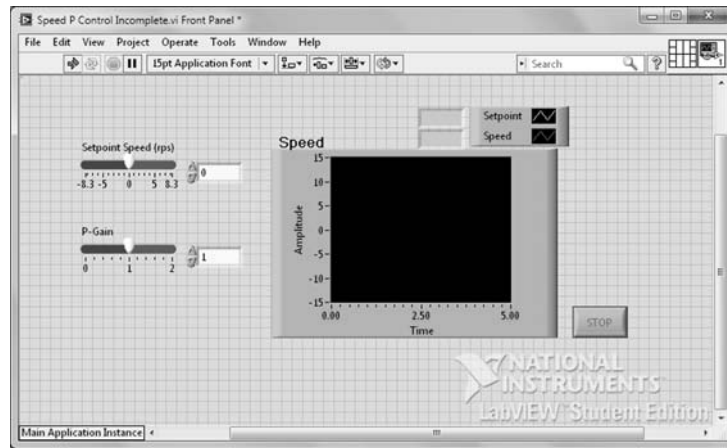 Speed P Control Incomplete.vi Front Panel *
File Edit View Project Operate Tools Window Help
15pt Application Font Search ? 1
Setpoint
Speed
Speed
Setpoint Speed (rps)
-8.3 -5 0 5 8.3
0
P-Gain
0 1 2
1
Amplitude
15
10
5
0
-5
-10
-15
0.00 2.50 5.00
Time
STOP
NATIONAL
INSTRUMENTS
LabVIEW Student Edition
Main Application Instance